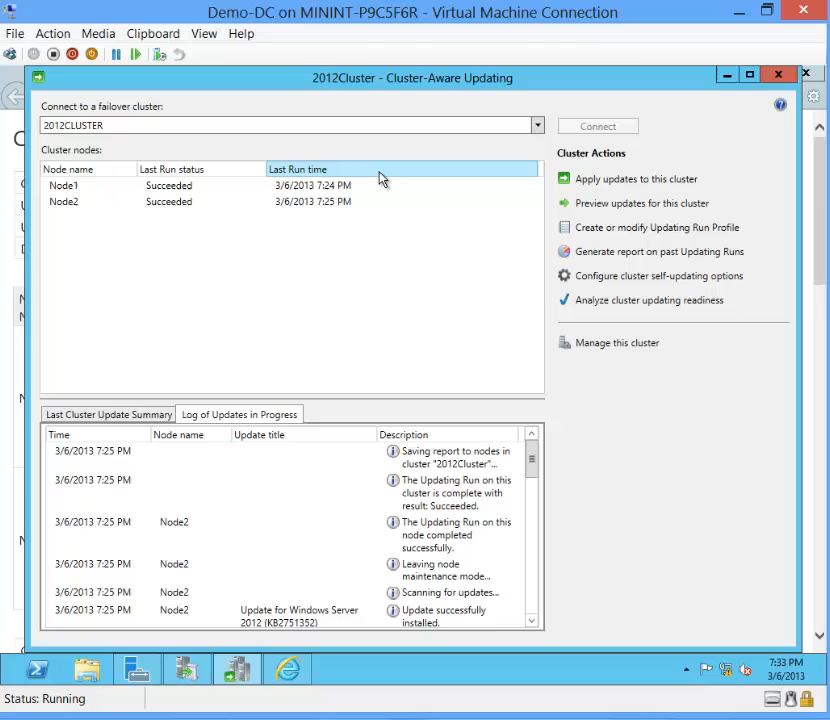 Demo-DC on MININT-P9C5F6R - Virtual Machine Connection
File Action Media Clipboard View Help
2012Cluster - Cluster-Aware Updating
Connect to a failover cluster:
2012CLUSTER
Connect
Cluster nodes:
Node name Last Run status Last Run time
Node1 Succeeded 3/6/2013 7:24 PM
Node2 Succeeded 3/6/2013 7:25 PM
Cluster Actions
Apply updates to this cluster
Preview updates for this cluster
Create or modify Updating Run Profile
Generate report on past Updating Runs
Configure cluster self-updating options
Analyze cluster updating readiness
Manage this cluster
Last Cluster Update Summary Log of Updates in Progress
Time Node name Update title Description
3/6/2013 7:25 PM Saving report to nodes in
cluster "2012Cluster"...
3/6/2013 7:25 PM The Updating Run on this
cluster is complete with
result: Succeeded.
3/6/2013 7:25 PM Node2 The Updating Run on this
node completed
successfully.
3/6/2013 7:25 PM Node2 Leaving node
maintenance mode...
3/6/2013 7:25 PM Node2 Scanning for updates...
3/6/2013 7:25 PM Node2 Update for Windows Server Update successfully
2012 (KB2751352) installed.
7:33 PM
3/6/2013
Status: Running